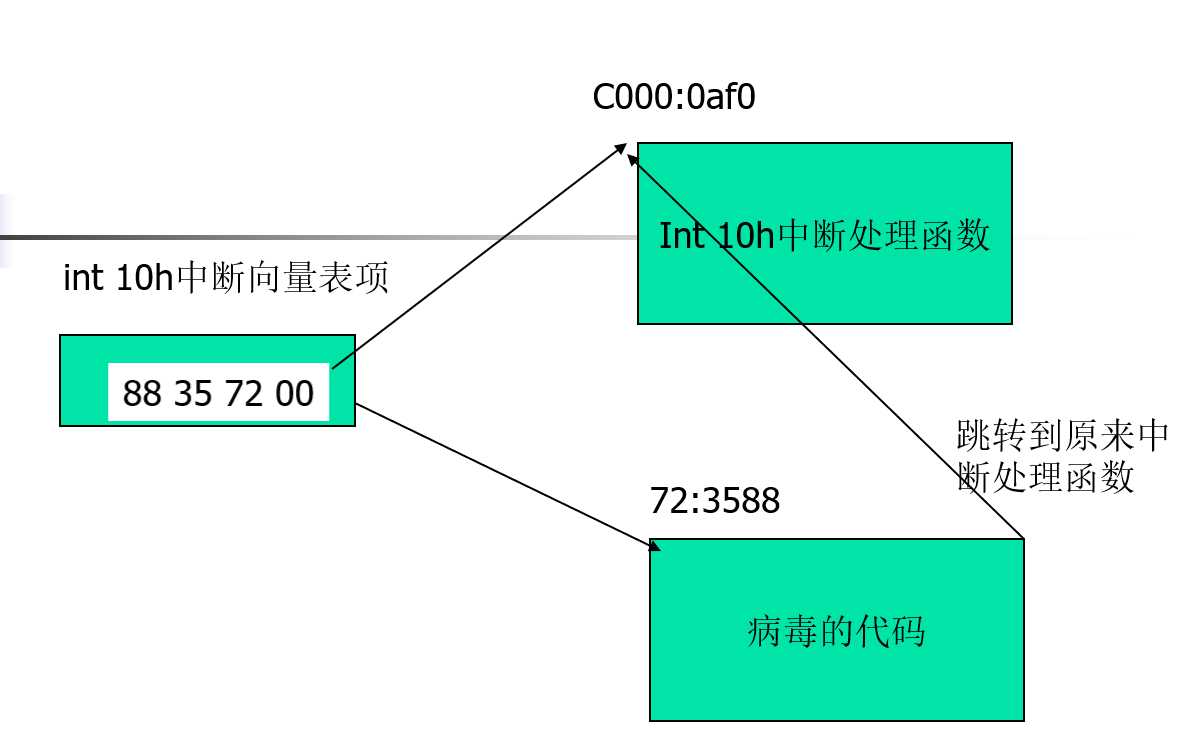 C000:0af0
Int 10h中断处理函数
int 10h中断向量表项
88 35 72 00
跳转到原来中
断处理函数
72:3588
病毒的代码